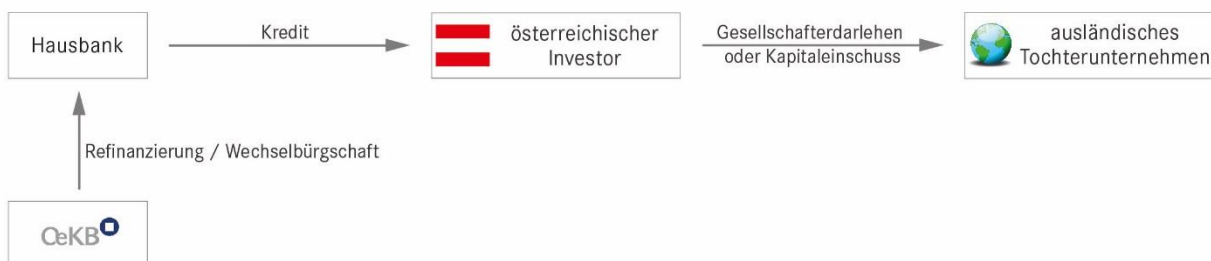 Hausbank
Kredit
österreichischer
Investor
Gesellschafterdarlehen
oder Kapitaleinschuss
ausländisches
Tochterunternehmen
Refinanzierung / Wechselbürgschaft
OeKB